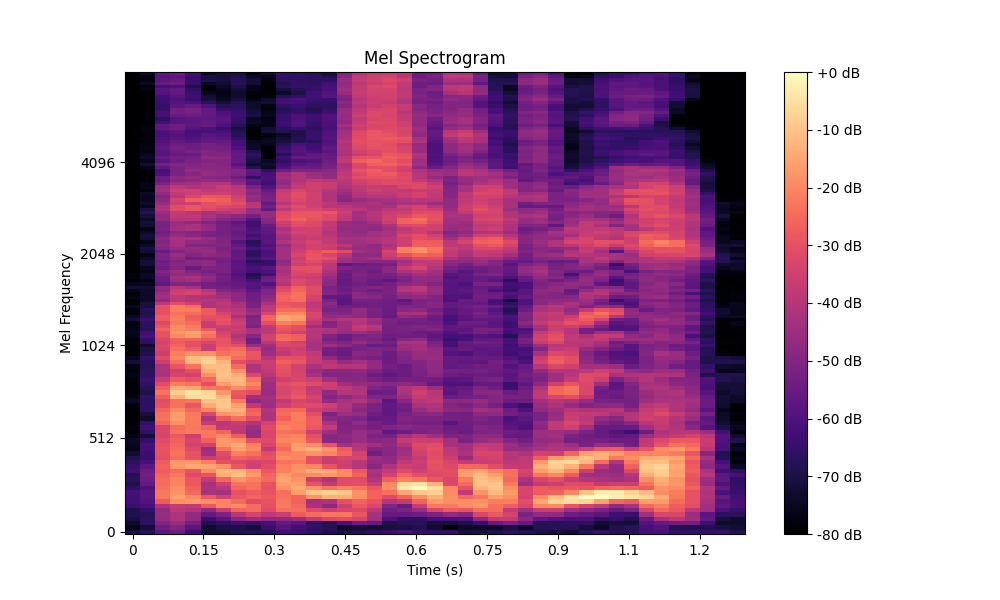 Mel Spectrogram
Mel Frequency
4096
2048
1024
512
0
0 0.15 0.3 0.45 0.6 0.75 0.9 1.1 1.2
Time (s)
+0 dB
-10 dB
-20 dB
-30 dB
-40 dB
-50 dB
-60 dB
-70 dB
-80 dB